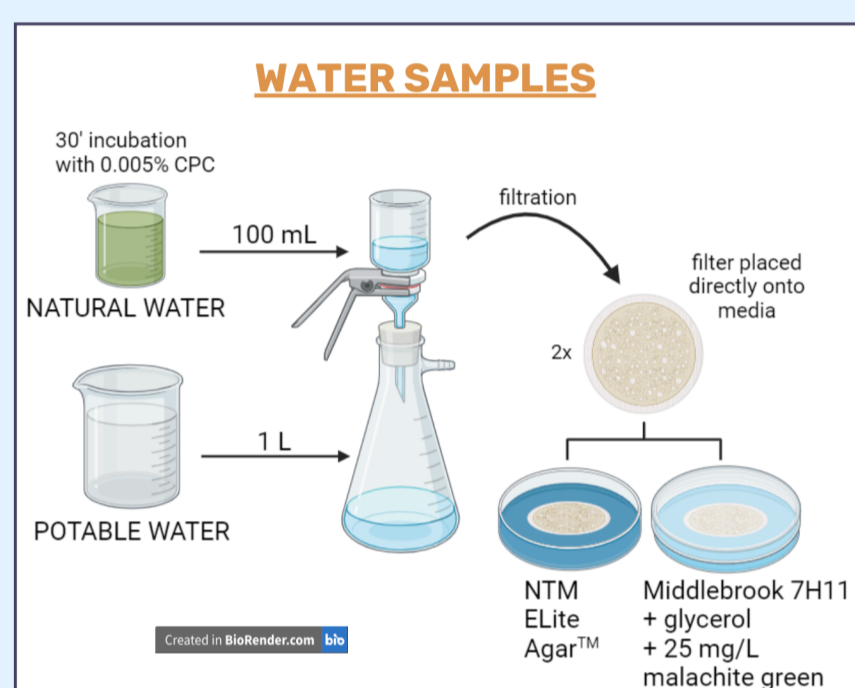 WATER SAMPLES
30' incubation
with 0.005% CPC
100 mL
NATURAL WATER
filtration
filter placed
directly onto
media
2x
1 L
POTABLE WATER
NTM
ELite
Agar™
Middlebrook 7H11
+ glycerol
+ 25 mg/L
malachite green
Created in BioRender.com bio